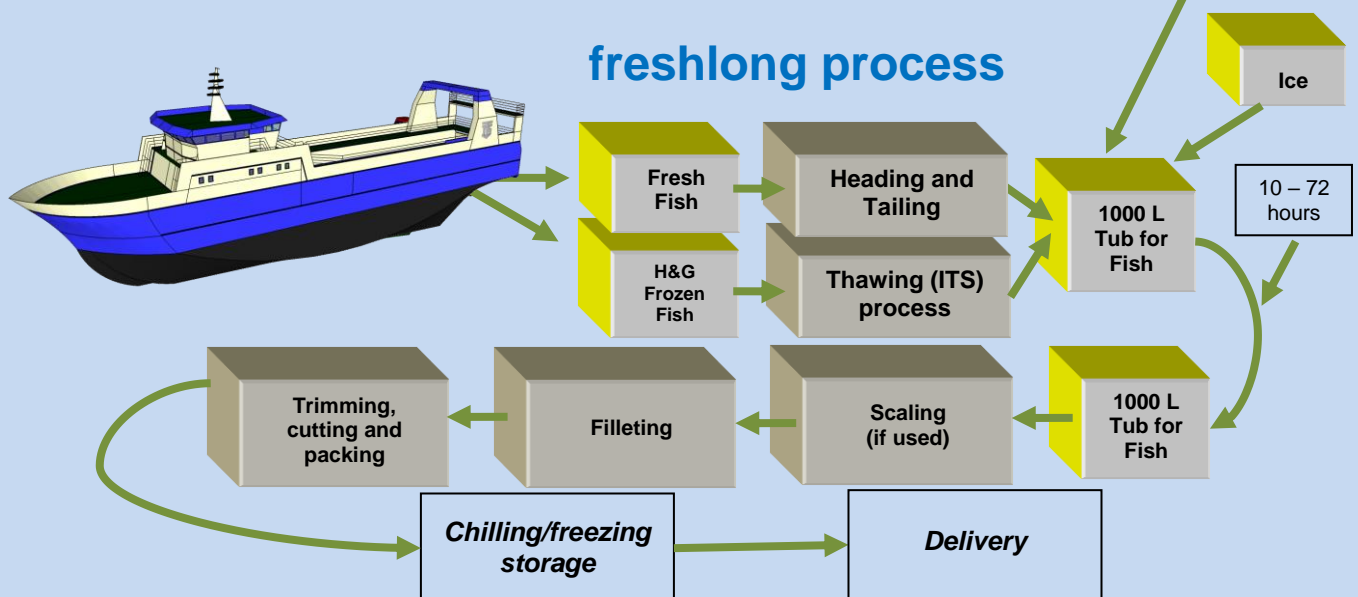 freshlong process
Ice
Fresh
Fish
Heading and
Tailing
1000 L
Tub for
Fish
10 – 72
hours
H&G
Frozen
Fish
Thawing (ITS)
process
Trimming,
cutting and
packing
Filleting
Scaling
(if used)
1000 L
Tub for
Fish
Chilling/freezing
storage
Delivery